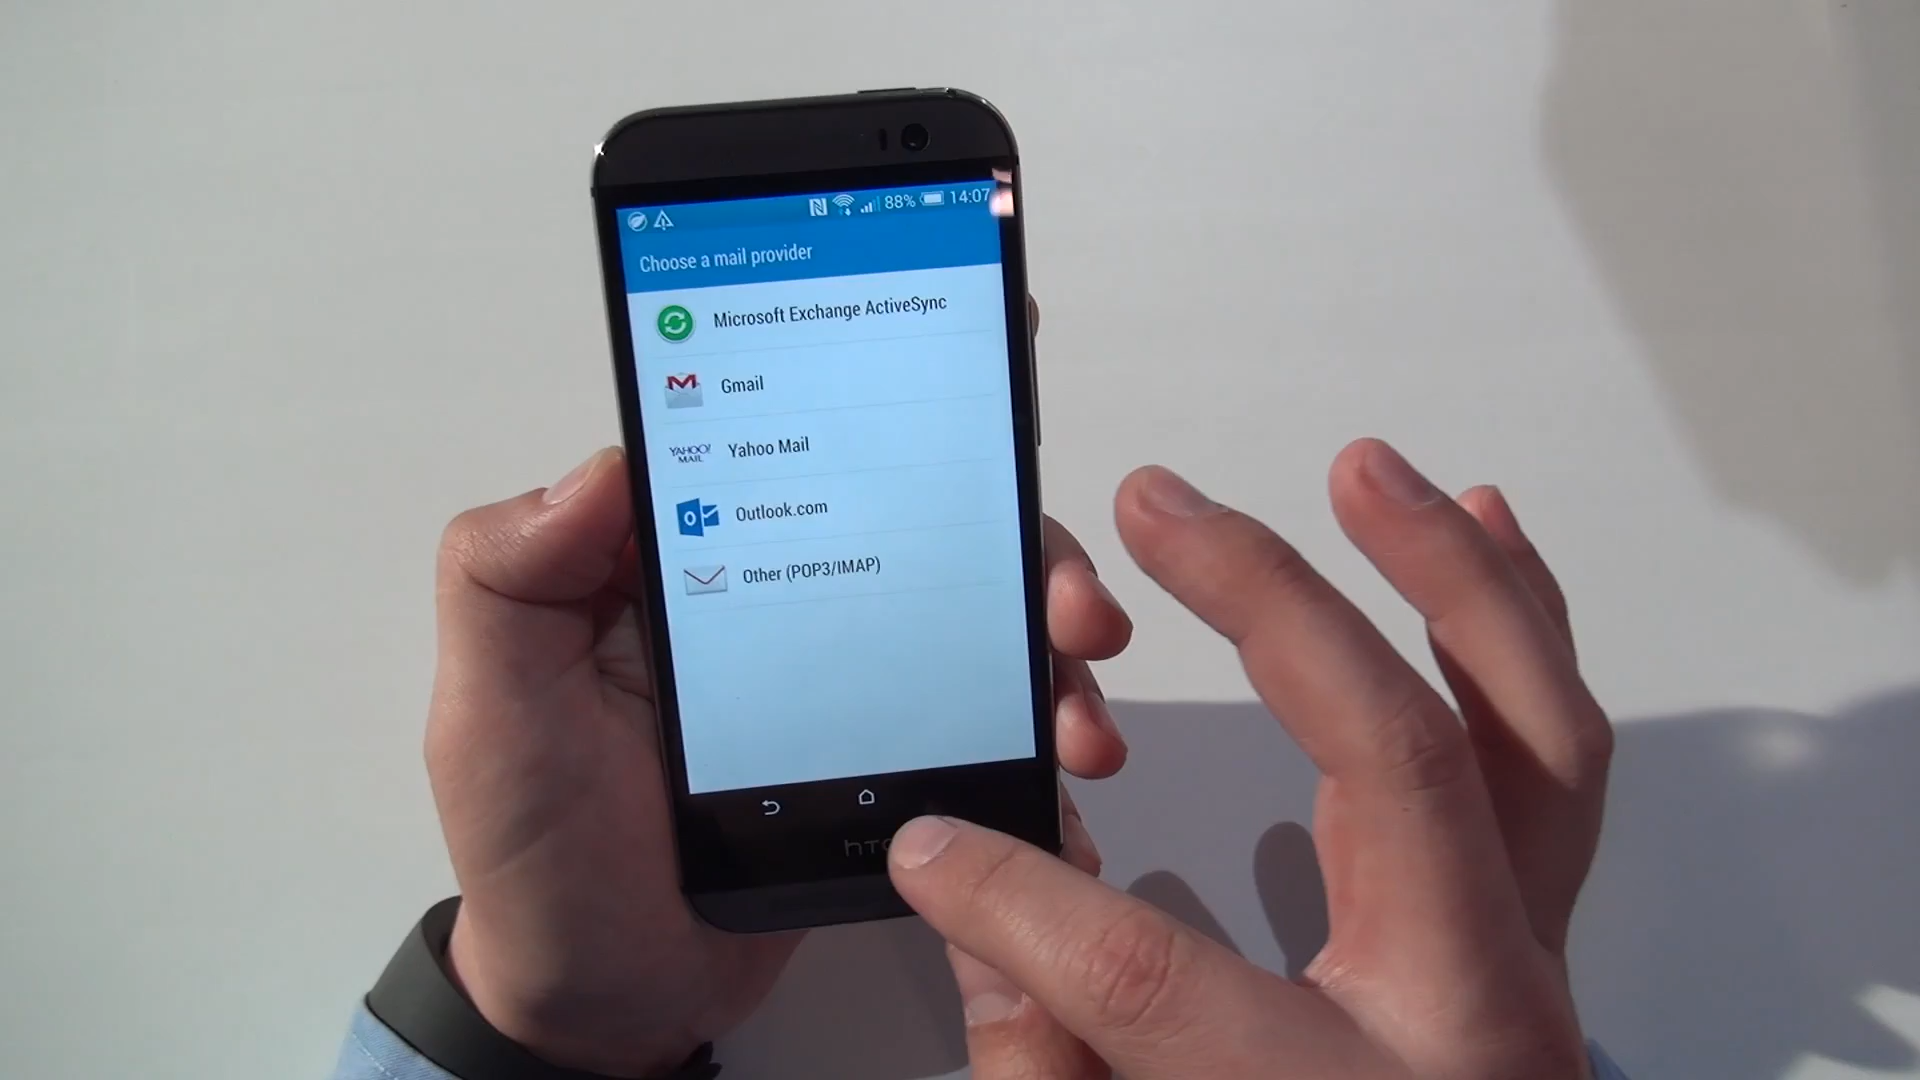 88% 14:07
Choose a mail provider
Microsoft Exchange ActiveSync
Gmail
YAHOO!
MAIL
Yahoo Mail
Outlook.com
Other (POP3/IMAP)
hTC